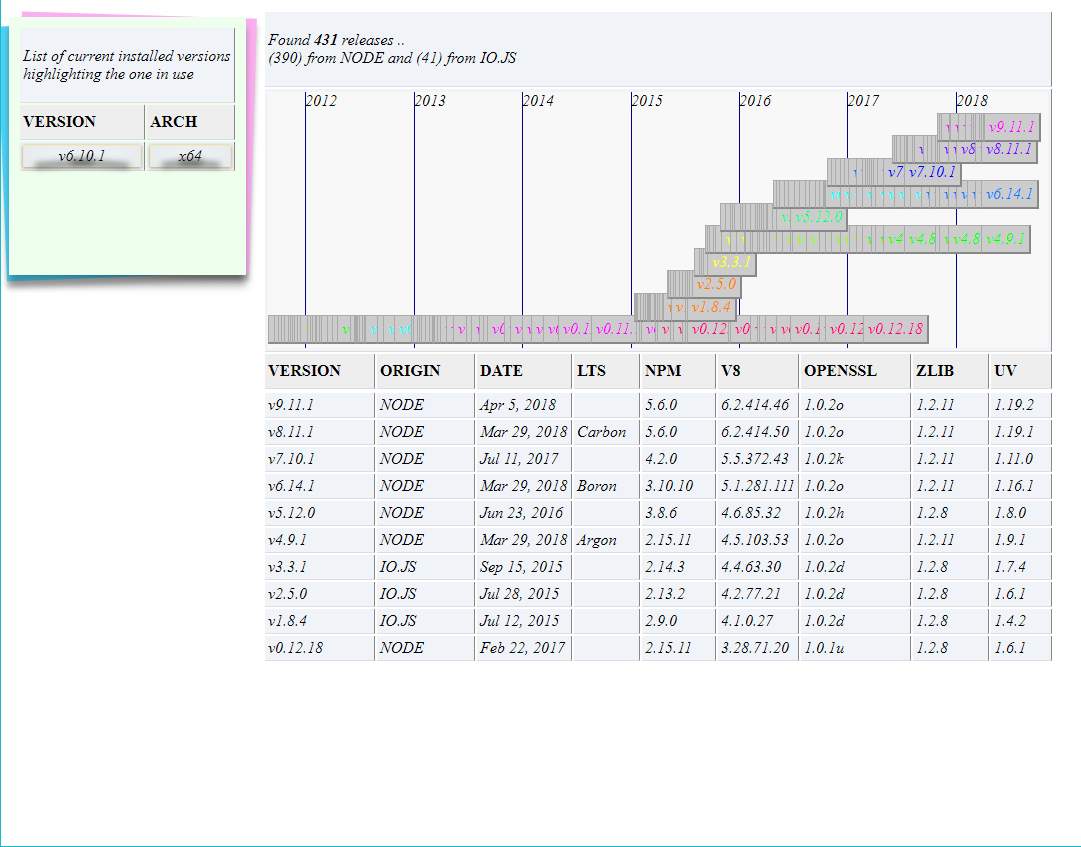 List of current installed versions
highlighting the one in use
VERSION ARCH
v6.10.1 x64
Found 431 releases ..
(390) from NODE and (41) from IO.JS
2012 2013 2014 2015 2016 2017 2018
v9.11.1
v8 v8.11.1
v7 v7.10.1
v6.14.1
v5.12.0
v4 v4.8 v4.8 v4.9.1
v3.3.1
v2.5.0
v1.8.4
v0.12 v0.12.18
VERSION ORIGIN DATE LTS NPM V8 OPENSSL ZLIB UV
v9.11.1 NODE Apr 5, 2018 5.6.0 6.2.414.46 1.0.2o 1.2.11 1.19.2
v8.11.1 NODE Mar 29, 2018 Carbon 5.6.0 6.2.414.50 1.0.2o 1.2.11 1.19.1
v7.10.1 NODE Jul 11, 2017 4.2.0 5.5.372.43 1.0.2k 1.2.11 1.11.0
v6.14.1 NODE Mar 29, 2018 Boron 3.10.10 5.1.281.111 1.0.2o 1.2.11 1.16.1
v5.12.0 NODE Jun 23, 2016 3.8.6 4.6.85.32 1.0.2h 1.2.8 1.8.0
v4.9.1 NODE Mar 29, 2018 Argon 2.15.11 4.5.103.53 1.0.2o 1.2.11 1.9.1
v3.3.1 IO.JS Sep 15, 2015 2.14.3 4.4.63.30 1.0.2d 1.2.8 1.7.4
v2.5.0 IO.JS Jul 28, 2015 2.13.2 4.2.77.21 1.0.2d 1.2.8 1.6.1
v1.8.4 IO.JS Jul 12, 2015 2.9.0 4.1.0.27 1.0.2d 1.2.8 1.4.2
v0.12.18 NODE Feb 22, 2017 2.15.11 3.28.71.20 1.0.1u 1.2.8 1.6.1